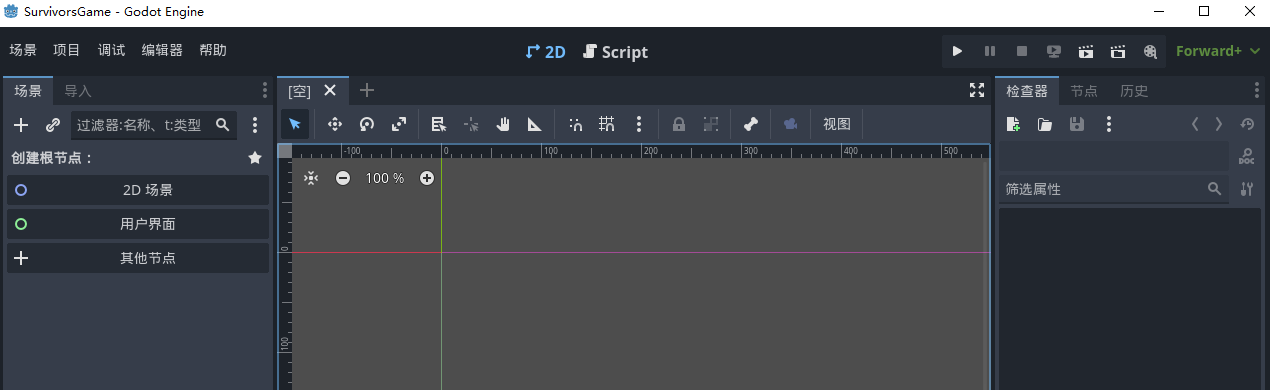 SurvivorsGame - Godot Engine
场景 项目 调试 编辑器 帮助 2D Script Forward+
场景 导入 [空] 检查器 节点 历史
过滤器:名称、t:类型 视图
创建根节点：
-100 0 100 200 300 400 500
100 % DOC
2D 场景 筛选属性
用户界面
0
其他节点
100